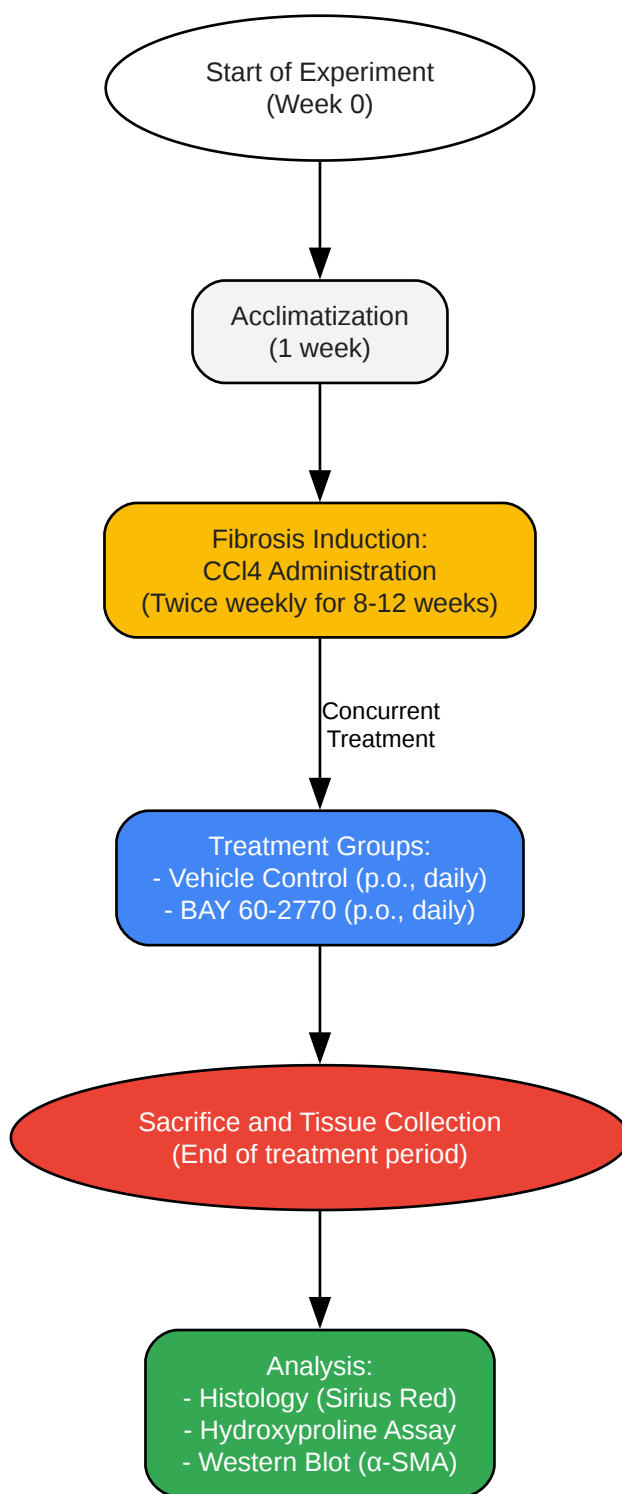 Start of Experiment
(Week 0)
Acclimatization
(1 week)
Fibrosis Induction:
CCl4 Administration
(Twice weekly for 8-12 weeks)
Concurrent
Treatment
Treatment Groups:
- Vehicle Control (p.o., daily)
- BAY 60-2770 (p.o., daily)
Sacrifice and Tissue Collection
(End of treatment period)
Analysis:
- Histology (Sirius Red)
- Hydroxyproline Assay
- Western Blot (α-SMA)